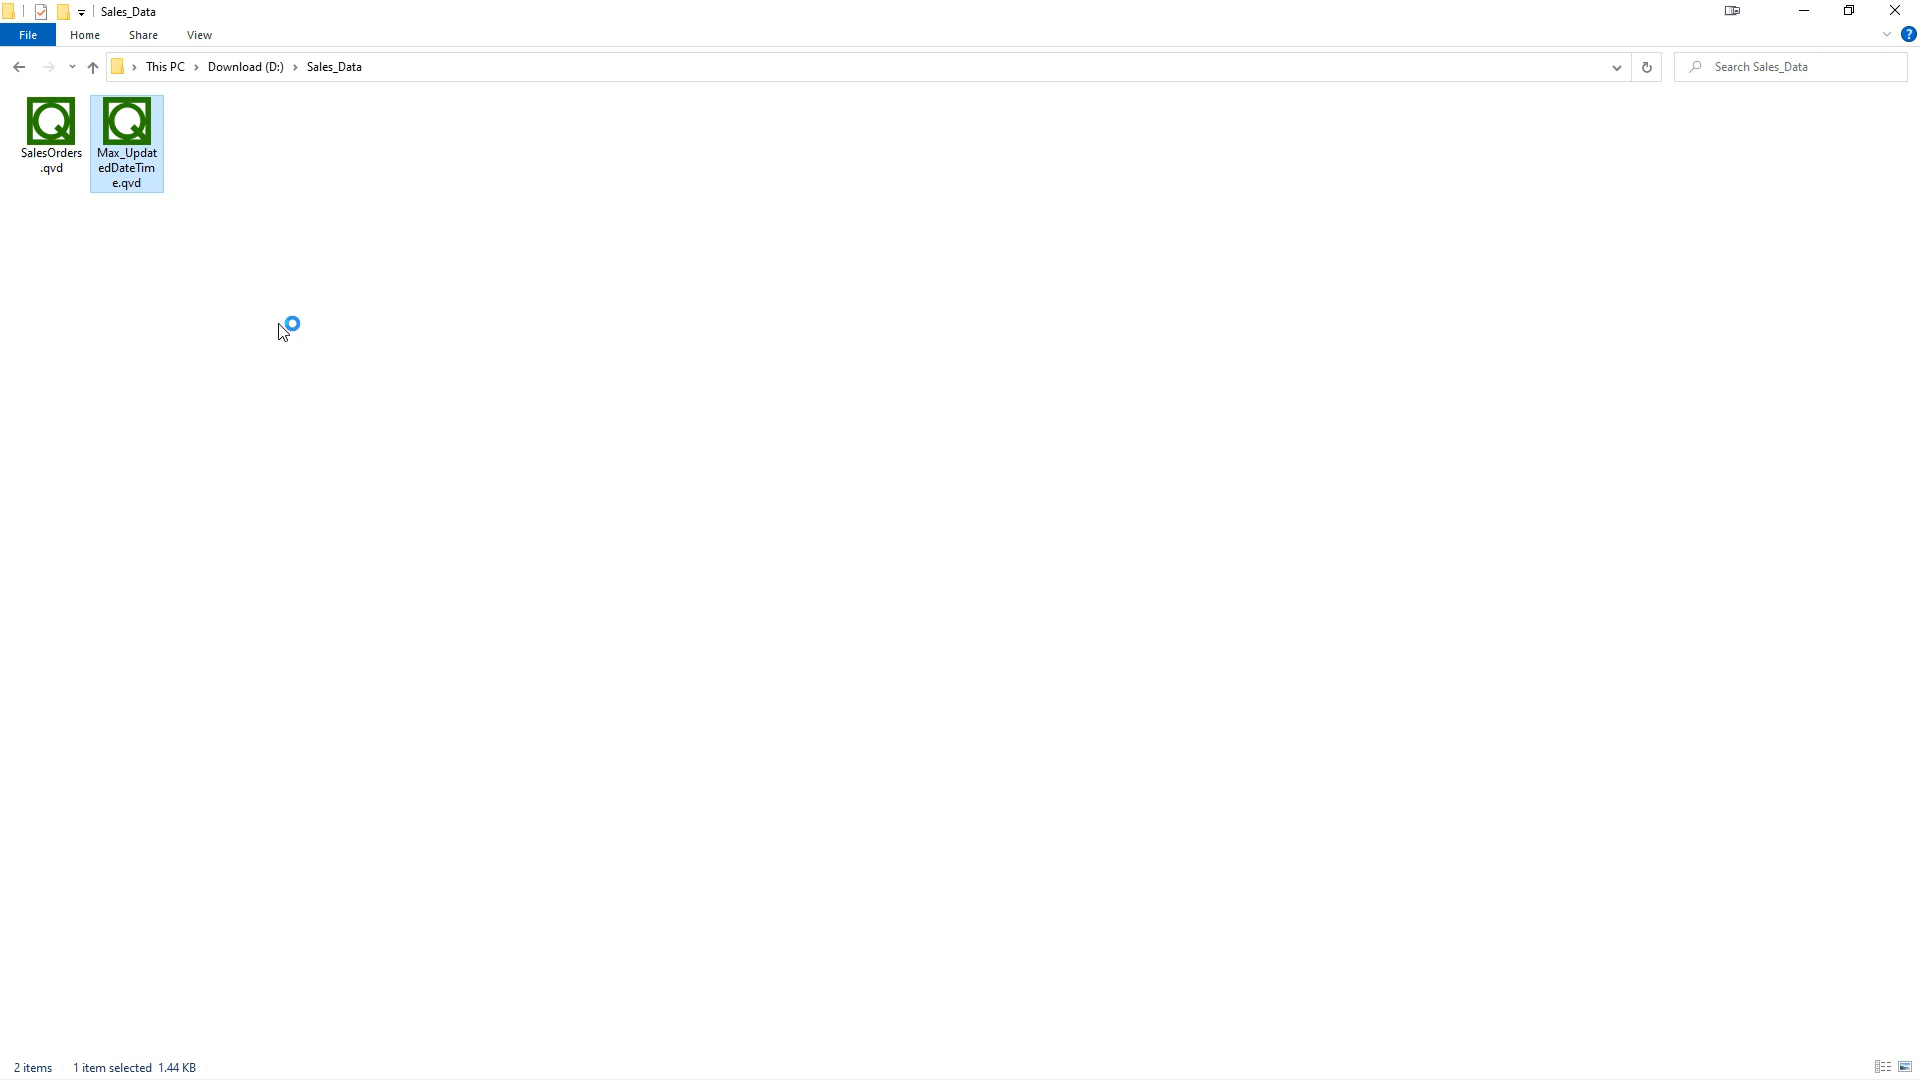 Sales_Data
File Home Share View
This PC Download (D:) Sales_Data
Search Sales_Data
SalesOrders
.qvd
Max_Updat
edDateTim
e.qvd
2 items 1 item selected 1.44 KB